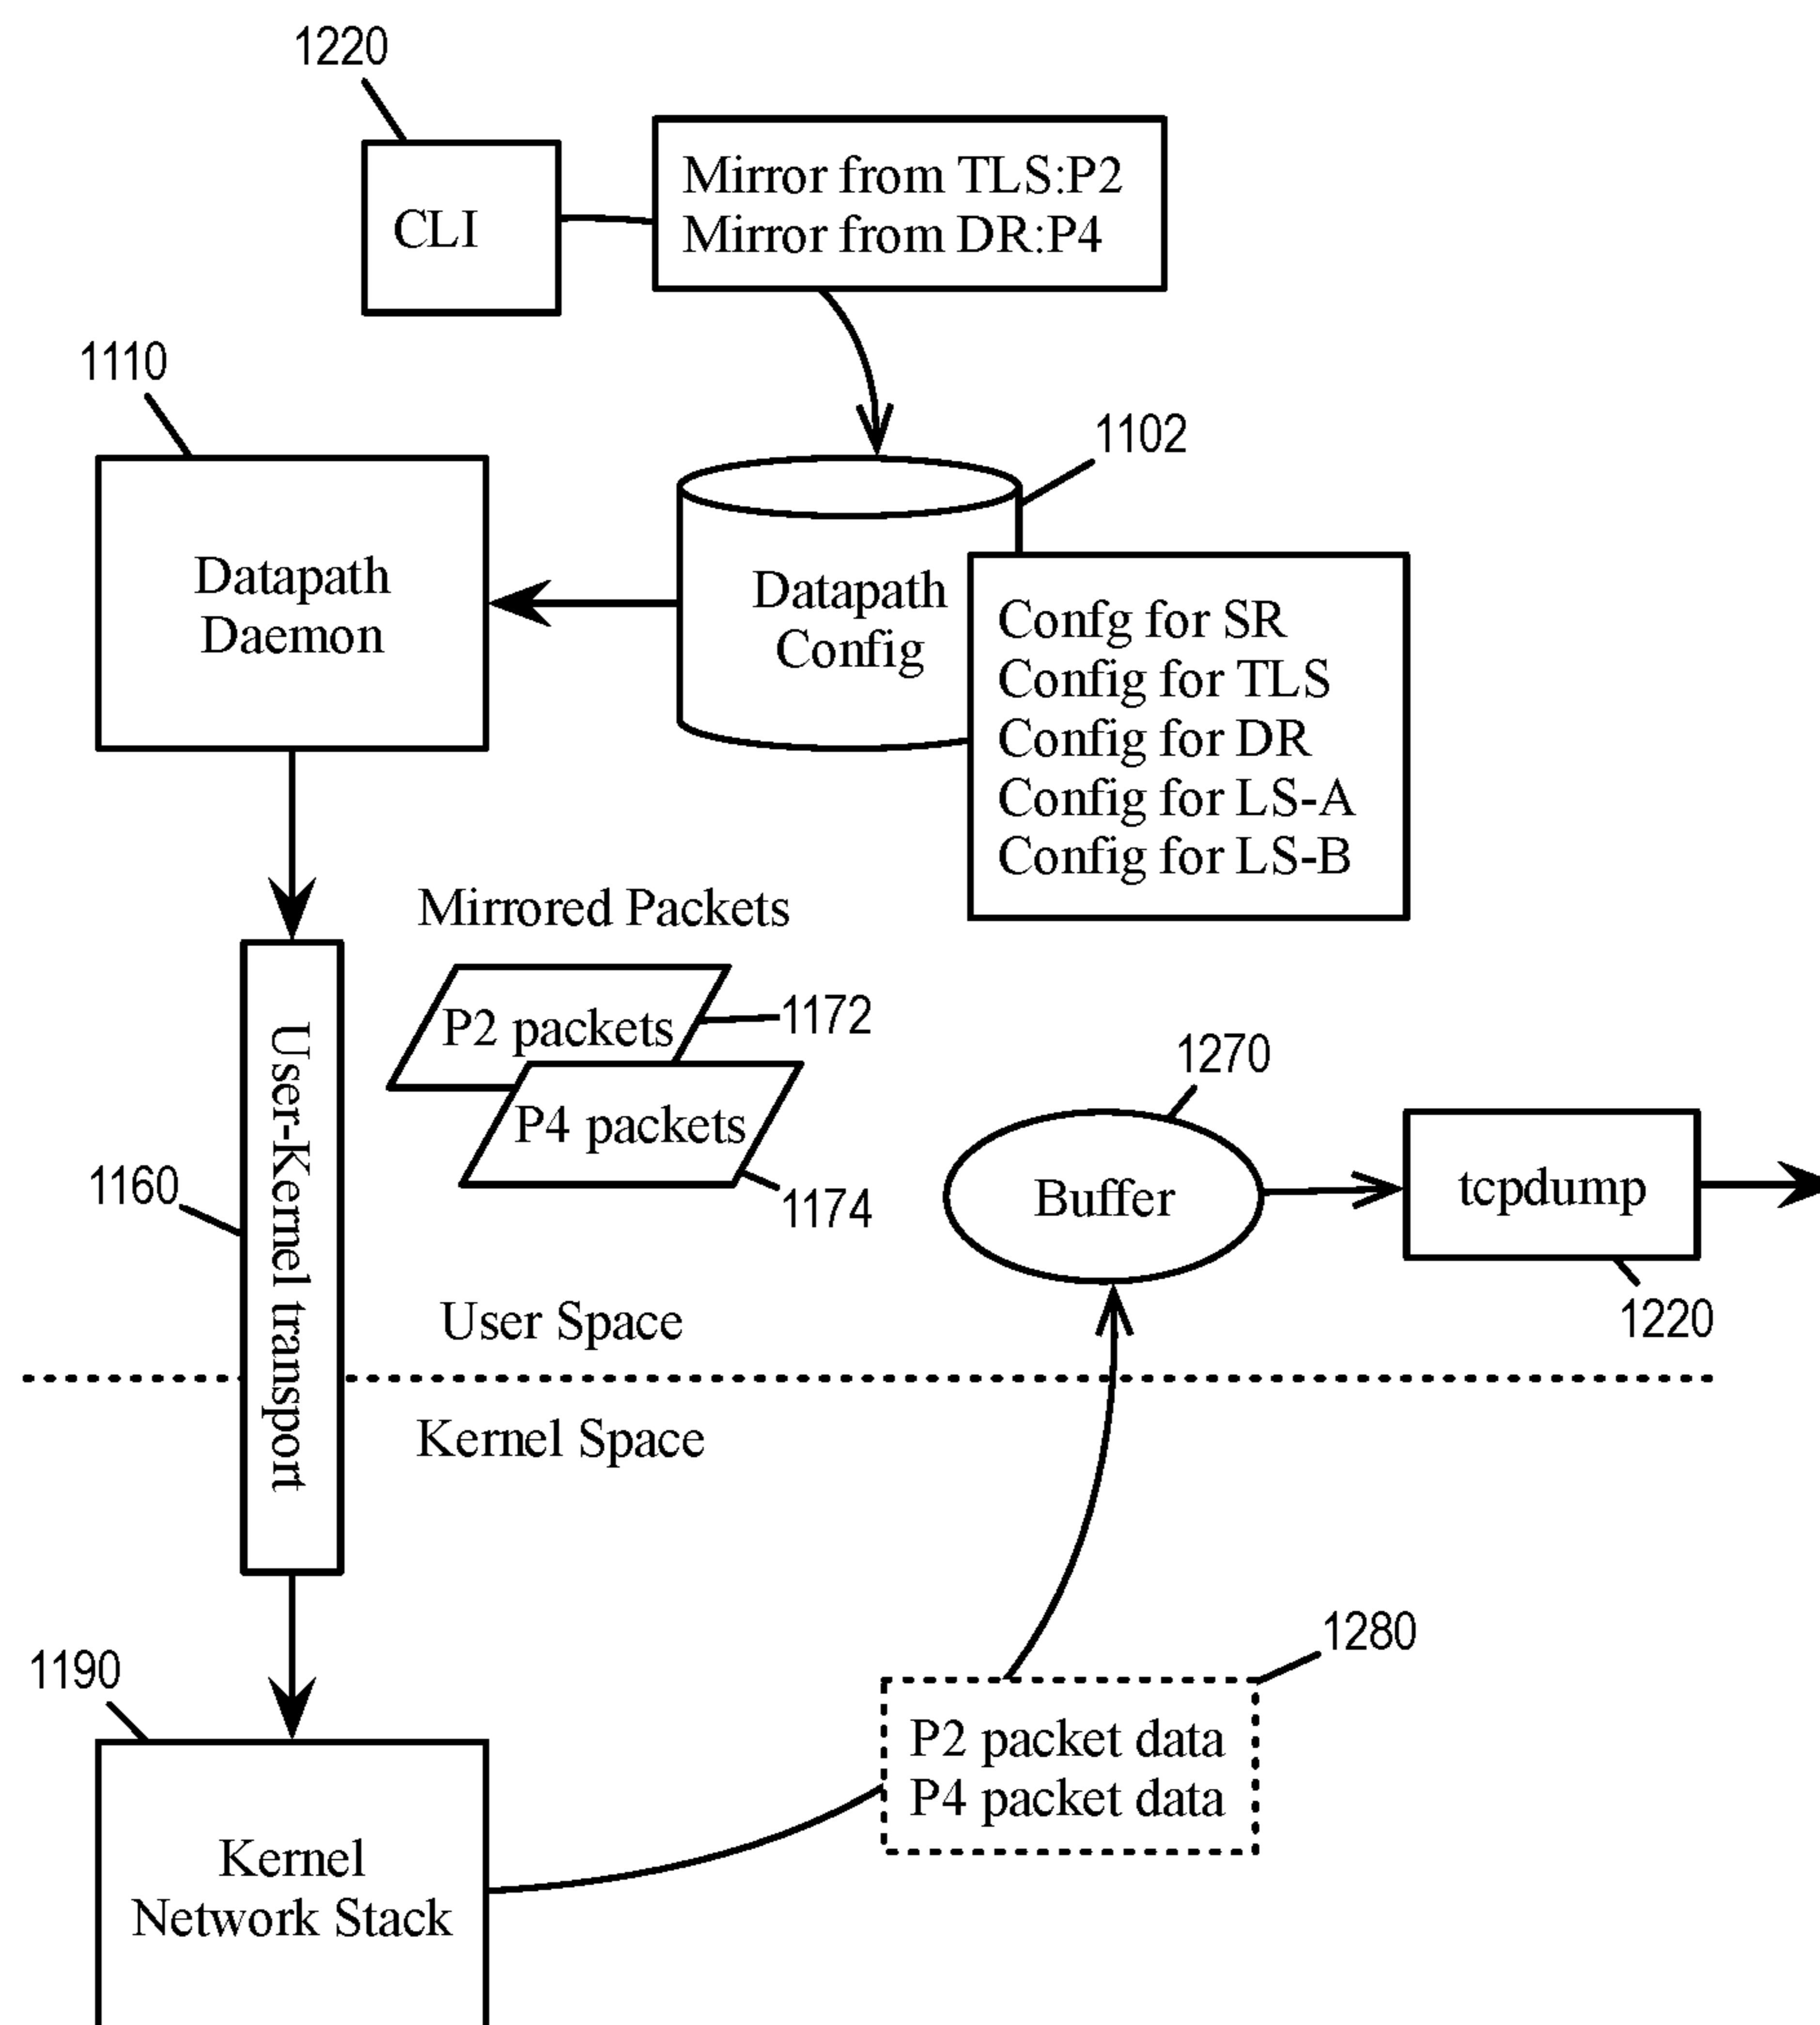 1220
CLI
Mirror from TLS:P2
Mirror from DR:P4
1110
1102
Datapath
Daemon
Datapath
Config
Confg for SR
Config for TLS
Config for DR
Config for LS-A
Config for LS-B
Mirrored Packets
P2 packets
1172
P4 packets
1174
1160
User-Kernel transport
1270
Buffer
tcpdump
1220
User Space
Kernel Space
1280
P2 packet data
P4 packet data
1190
Kernel
Network Stack